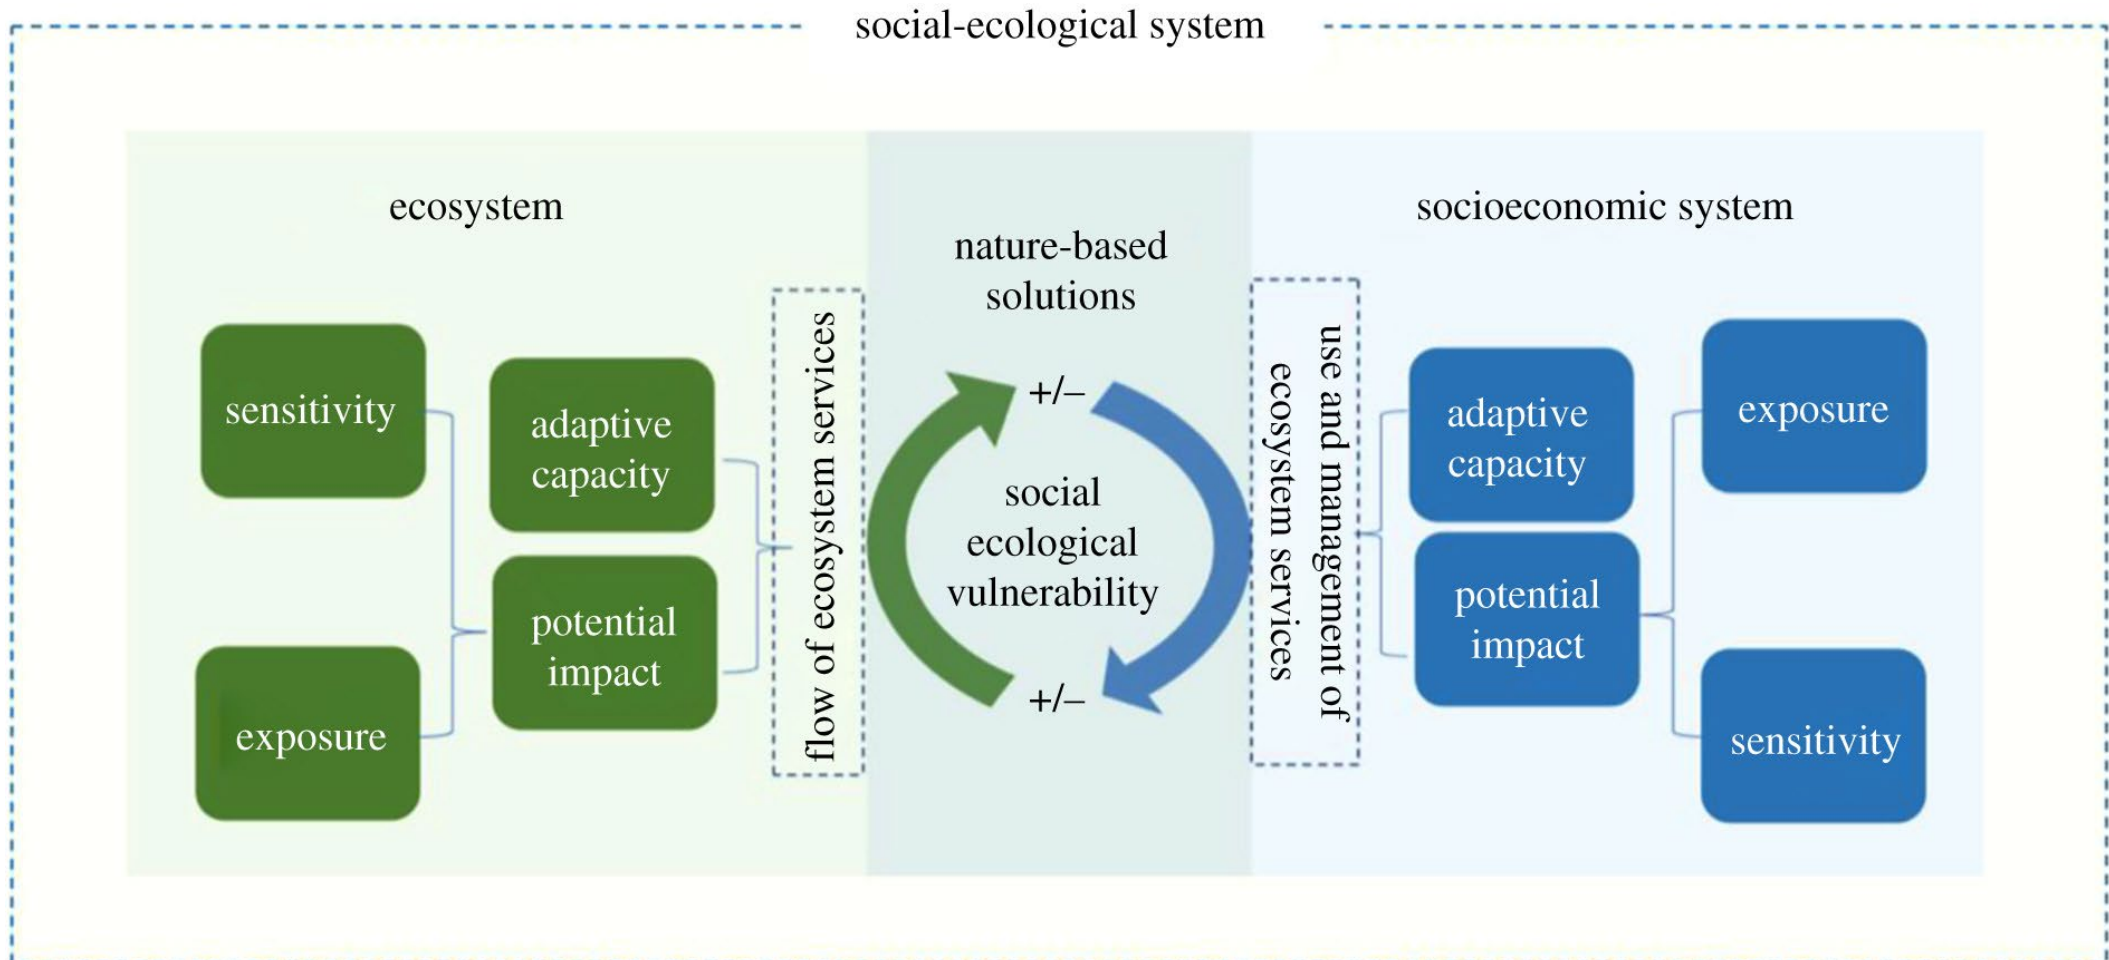 social-ecological system
ecosystem
sensitivity
exposure
adaptive
capacity
potential
impact
flow of ecosystem services
nature-based
solutions
+/–
social
ecological
vulnerability
+/–
socioeconomic system
use and management of
ecosystem services
adaptive
capacity
potential
impact
exposure
sensitivity